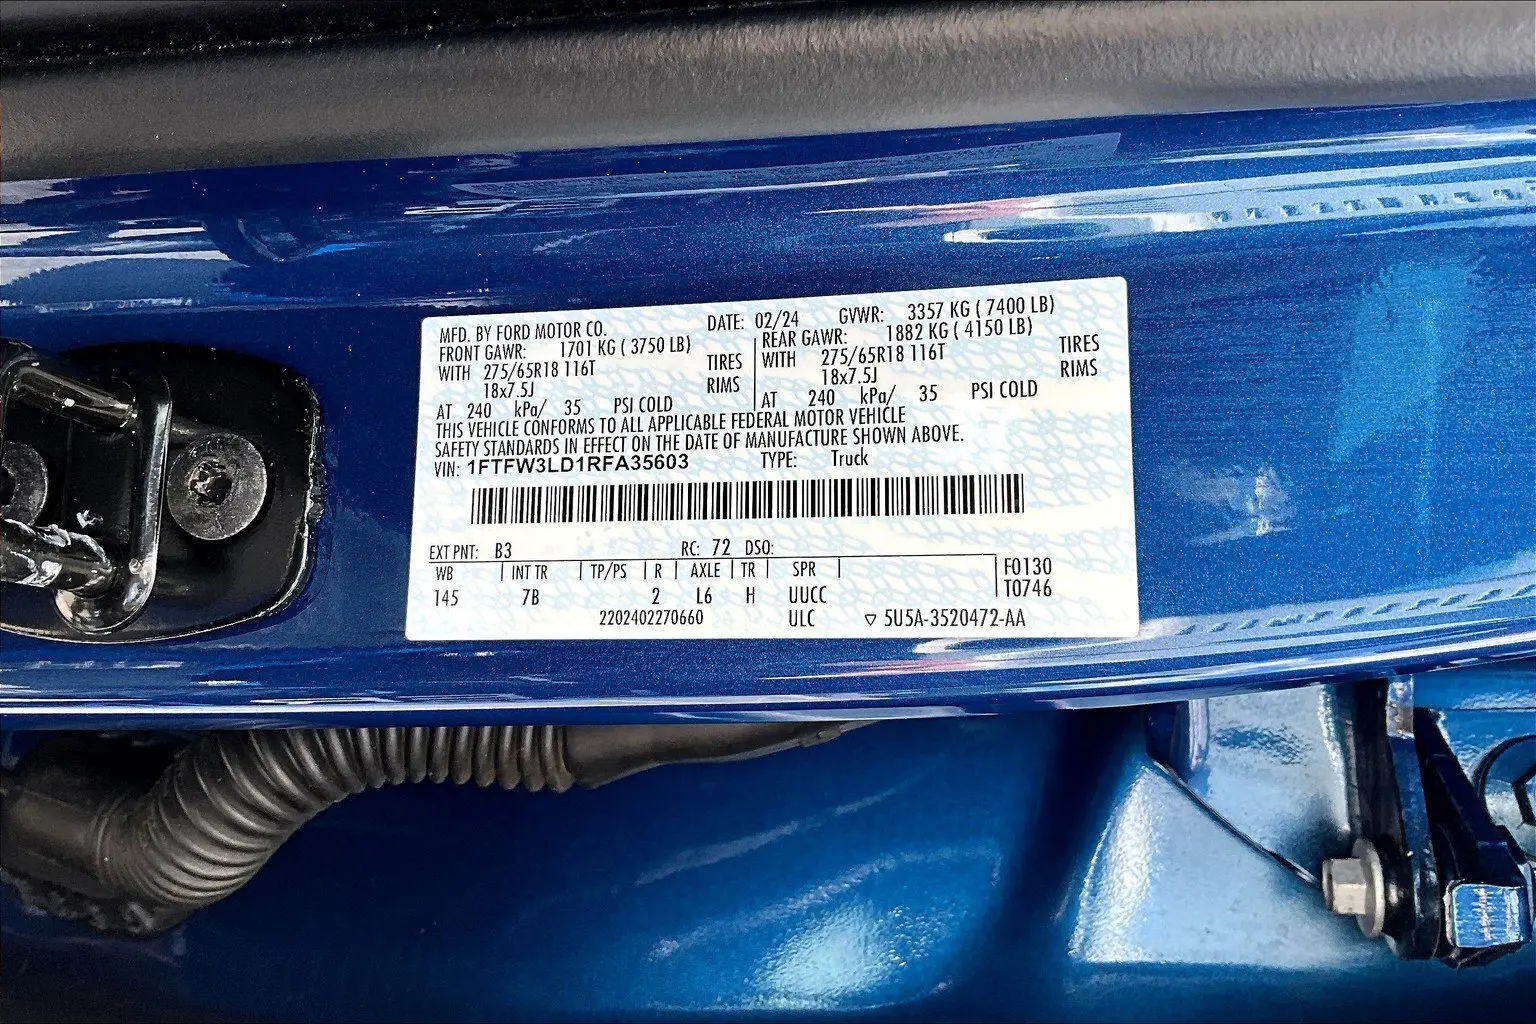 MFD. BY FORD MOTOR CO. DATE: 02/24 GVWR: 3357 KG ( 7400 LB)
FRONT GAWR: 1701 KG ( 3750 LB) REAR GAWR: 1882 KG ( 4150 LB)
WITH 275/65R18 116T TIRES WITH 275/65R18 116T TIRES
18x7.5J RIMS 18x7.5J RIMS
AT 240 kPa/ 35 PSI COLD AT 240 kPa/ 35 PSI COLD
THIS VEHICLE CONFORMS TO ALL APPLICABLE FEDERAL MOTOR VEHICLE
SAFETY STANDARDS IN EFFECT ON THE DATE OF MANUFACTURE SHOWN ABOVE.
VIN: 1FTFW3LD1RFA35603 TYPE: Truck
EXT PNT: B3 RC: 72 DSO:
WB INT TR TP/PS R AXLE TR SPR F0130
145 7B 2 L6 H UUCC T0746
2202402270660 ULC ▽ 5U5A-3520472-AA